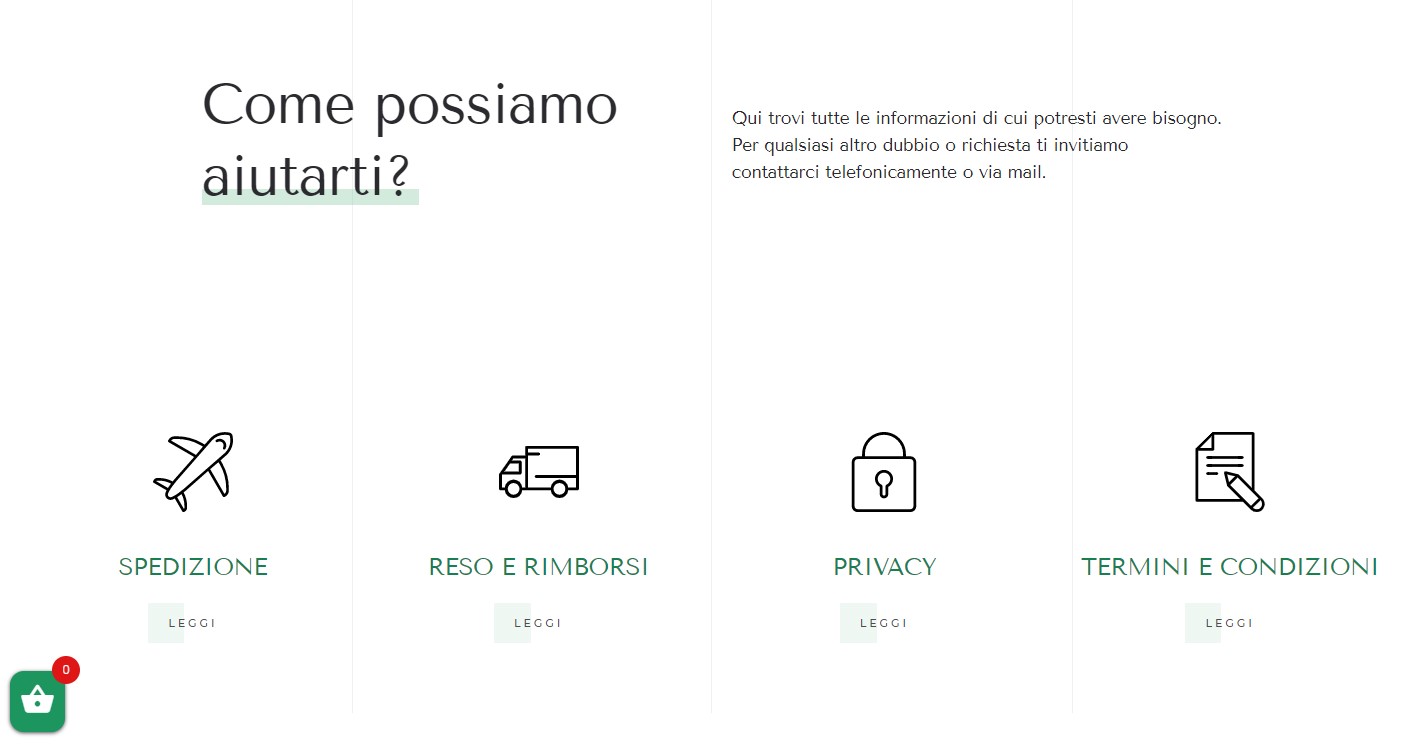 Come possiamo
aiutarti?
Qui trovi tutte le informazioni di cui potresti avere bisogno.
Per qualsiasi altro dubbio o richiesta ti invitiamo
contattarci telefonicamente o via mail.
SPEDIZIONE
LEGGI
RESO E RIMBORSI
LEGGI
PRIVACY
LEGGI
TERMINI E CONDIZIONI
LEGGI
0